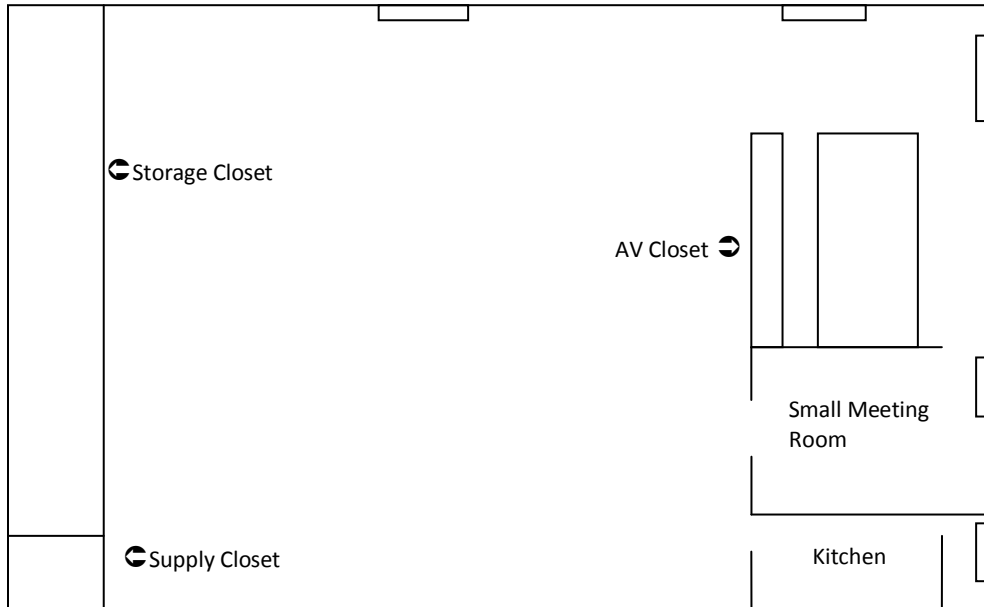 Storage Closet
AV Closet
Small Meeting
Room
Supply Closet
Kitchen